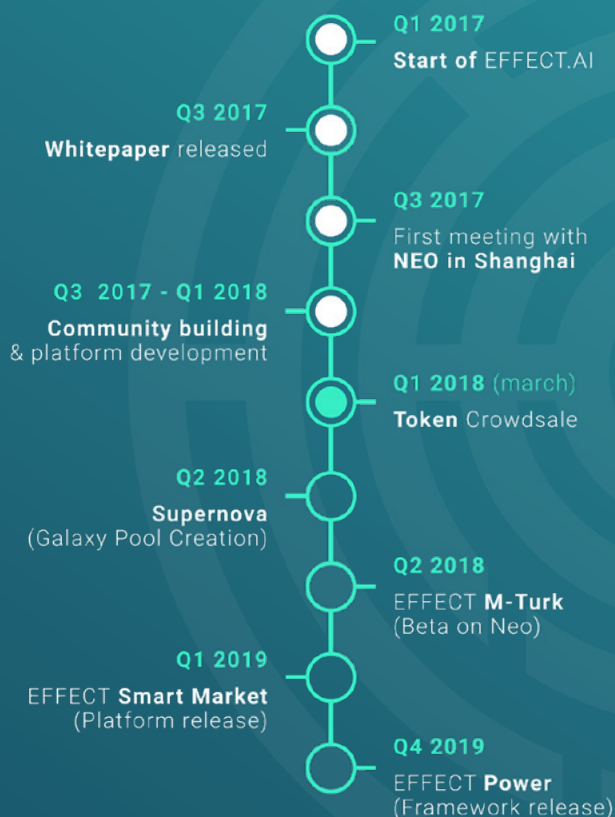 Q1 2017
Start of EFFECT.AI
Q3 2017
Whitepaper released
Q3 2017
First meeting with
NEO in Shanghai
Q3 2017 - Q1 2018
Community building
& platform development
Q1 2018 (march)
Token Crowdsale
Q2 2018
Supernova
(Galaxy Pool Creation)
Q2 2018
EFFECT M-Turk
(Beta on Neo)
Q1 2019
EFFECT Smart Market
(Platform release)
Q4 2019
EFFECT Power
(Framework release)